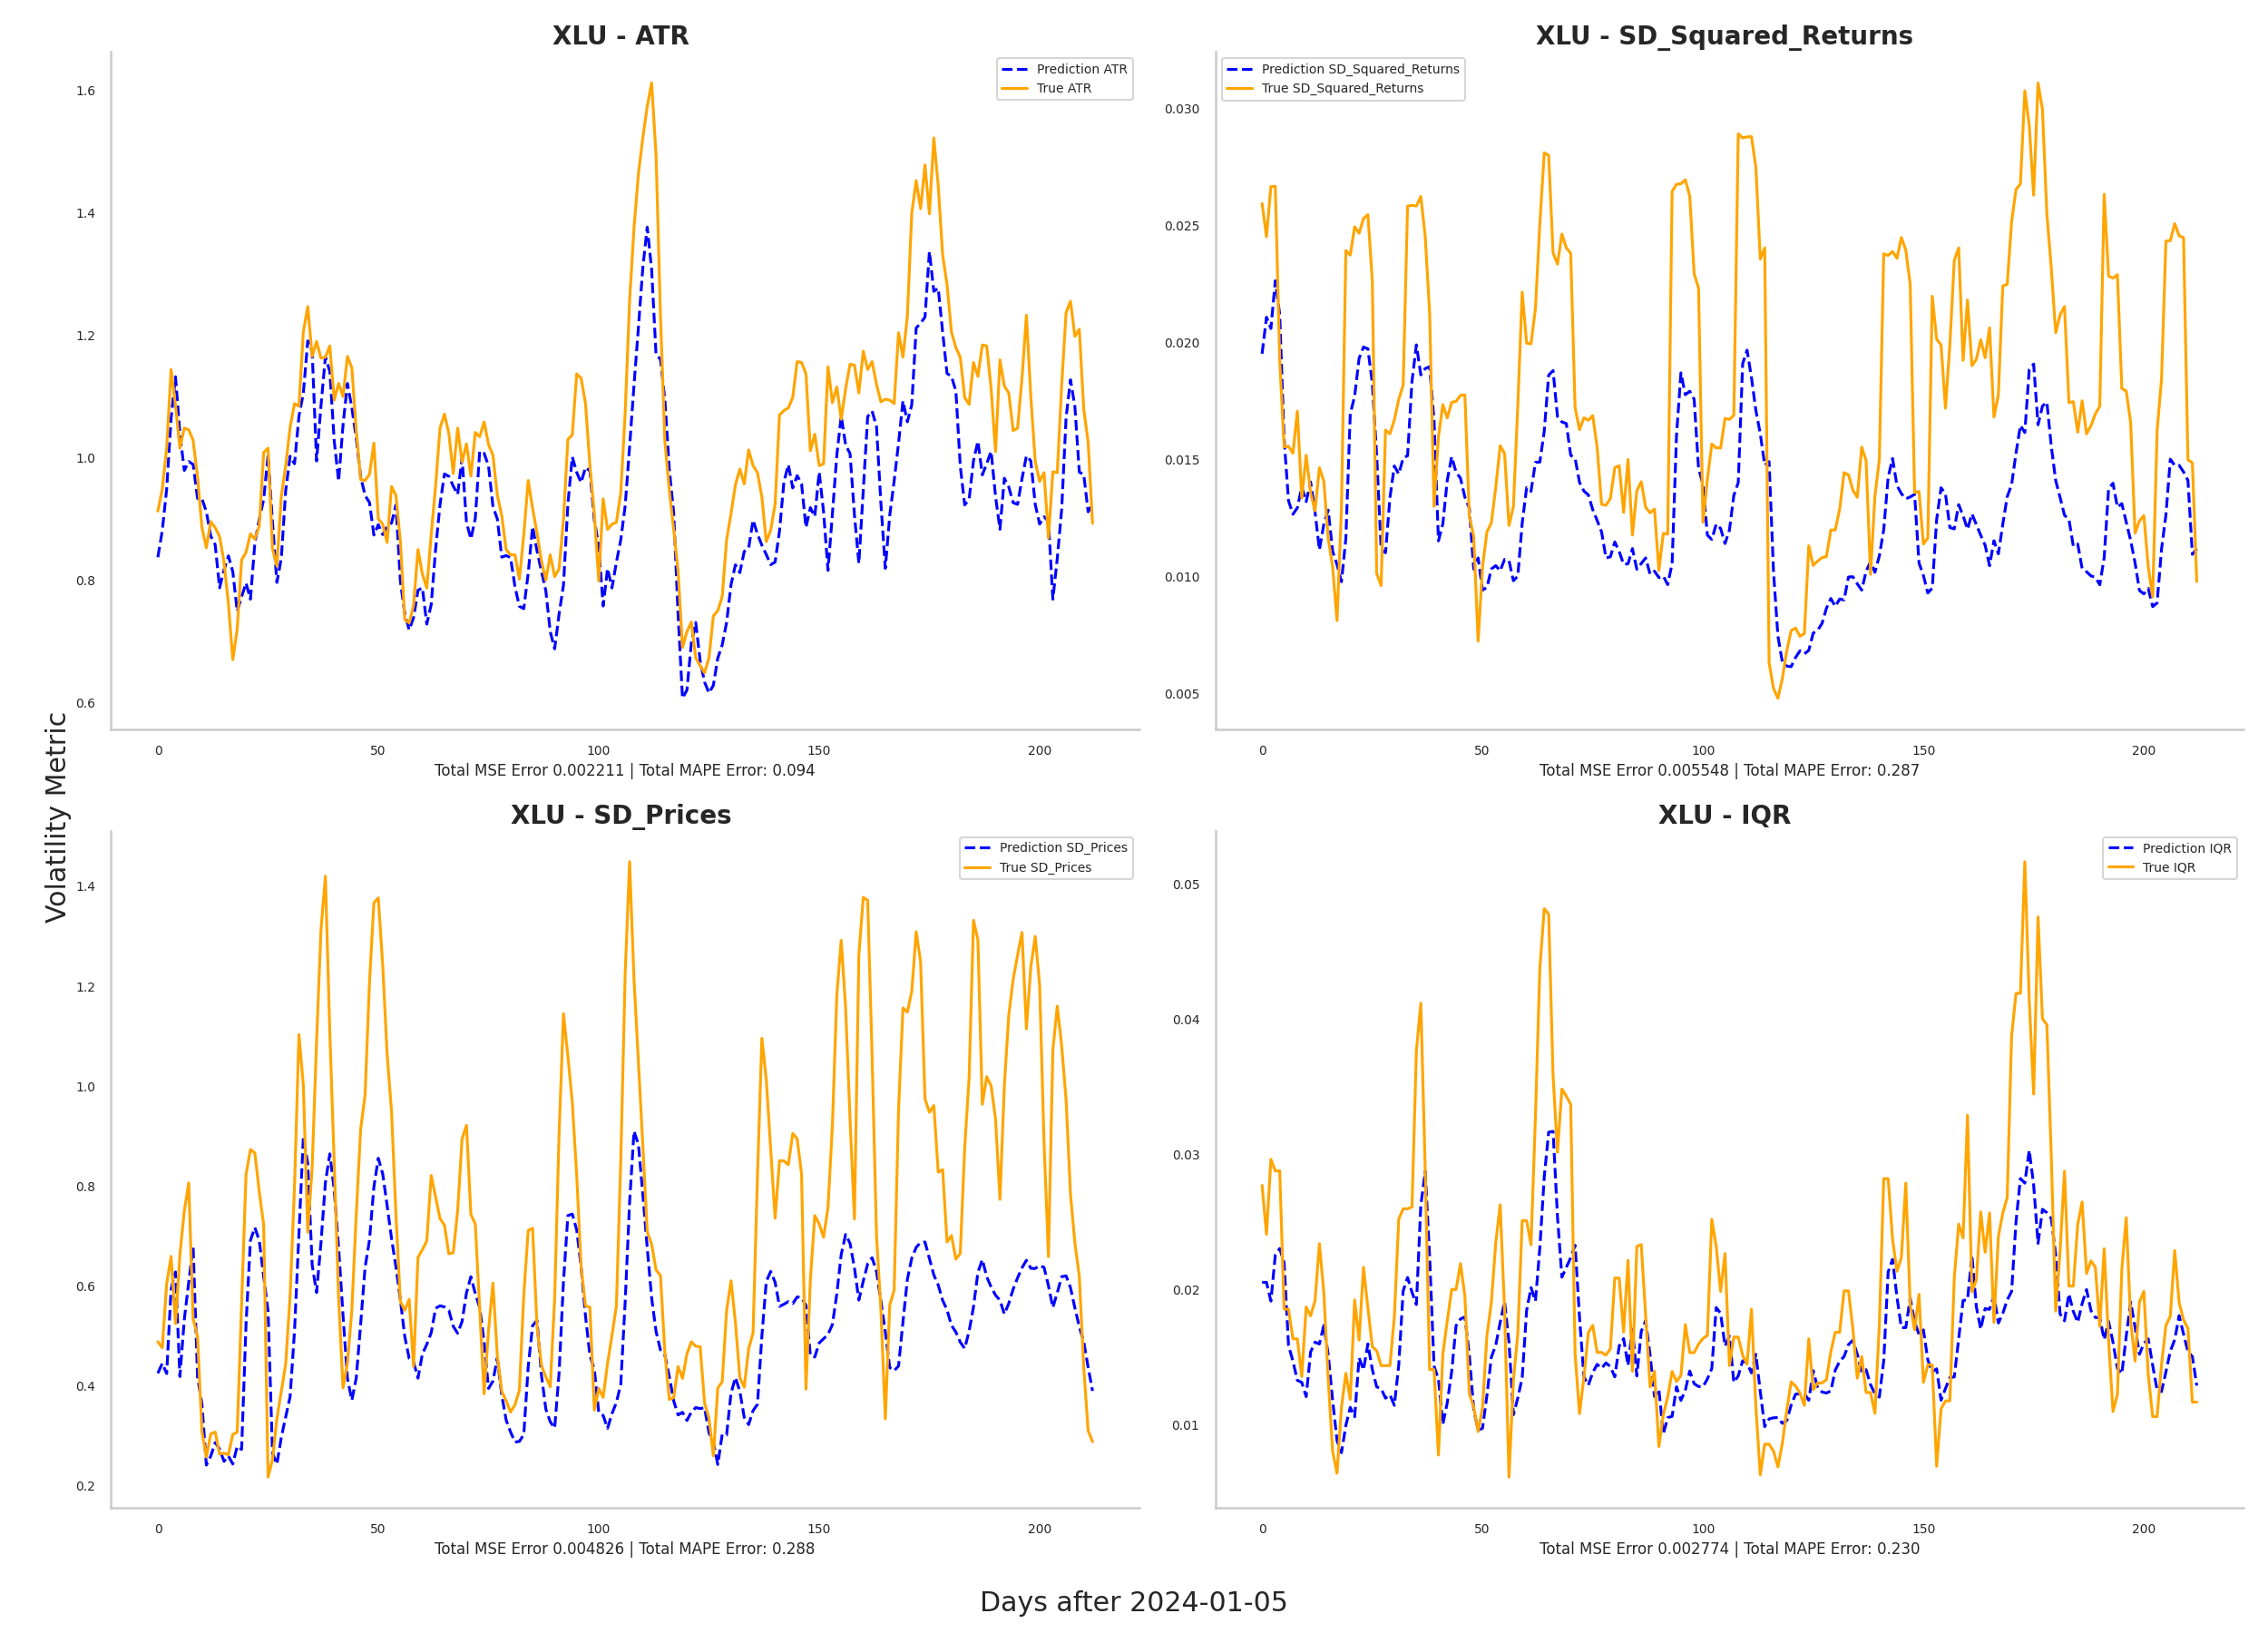 XLU - ATR
Prediction ATR
True ATR
1.6
1.4
1.2
1.0
0.8
0.6
0
50
100
150
200
Total MSE Error 0.002211 | Total MAPE Error: 0.094
XLU - SD_Squared_Returns
Prediction SD_Squared_Returns
True SD_Squared_Returns
0.030
0.025
0.020
0.015
0.010
0.005
0
50
100
150
200
Total MSE Error 0.005548 | Total MAPE Error: 0.287
Volatility Metric
XLU - SD_Prices
Prediction SD_Prices
True SD_Prices
1.4
1.2
1.0
0.8
0.6
0.4
0.2
0
50
100
150
200
Total MSE Error 0.004826 | Total MAPE Error: 0.288
XLU - IQR
Prediction IQR
True IQR
0.05
0.04
0.03
0.02
0.01
0
50
100
150
200
Total MSE Error 0.002774 | Total MAPE Error: 0.230
Days after 2024-01-05